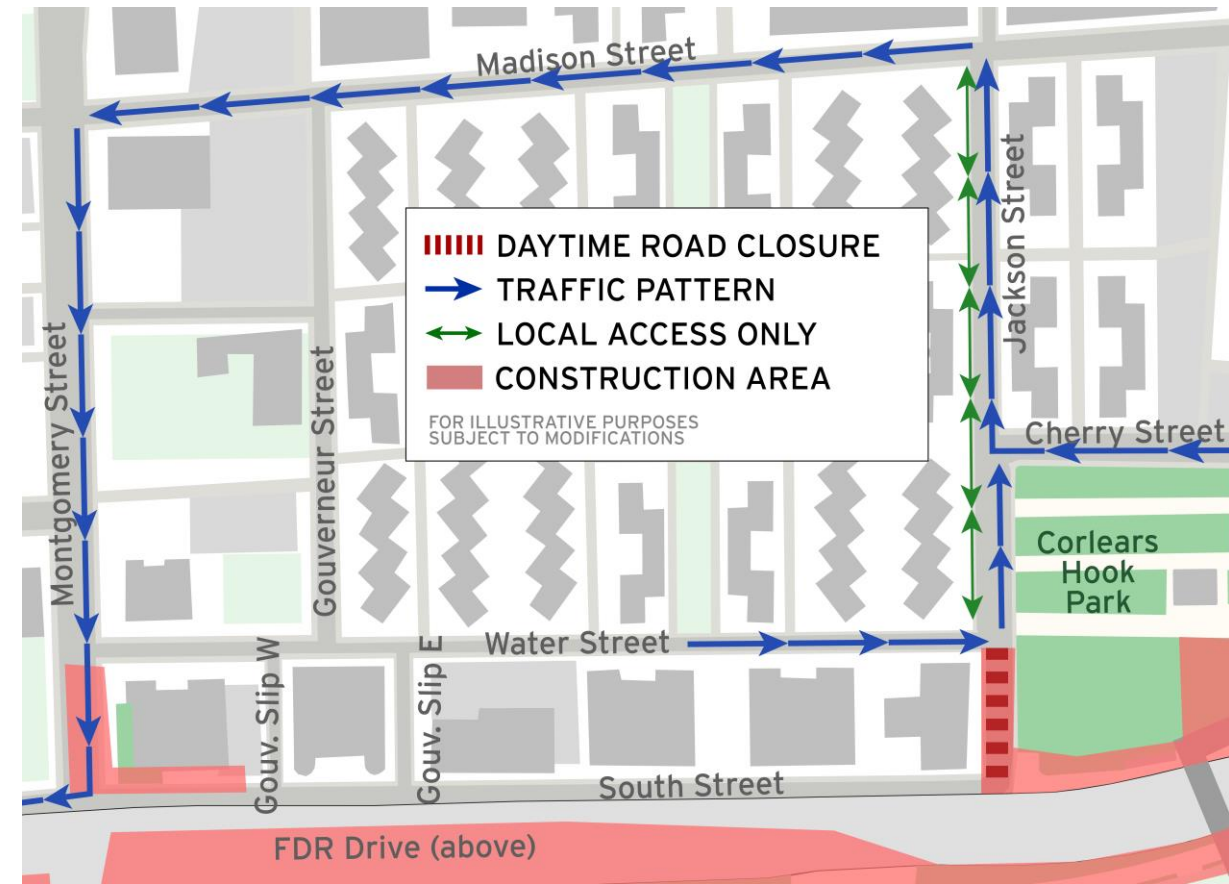 Madison Street
Jackson Street
DAYTIME ROAD CLOSURE
TRAFFIC PATTERN
LOCAL ACCESS ONLY
CONSTRUCTION AREA
FOR ILLUSTRATIVE PURPOSES
SUBJECT TO MODIFICATIONS
Montgomery Street
Gouverneur Street
Cherry Street
Corlears
Hook
Park
Water Street
Gouv. Slip W
Gouv. Slip E
South Street
FDR Drive (above)